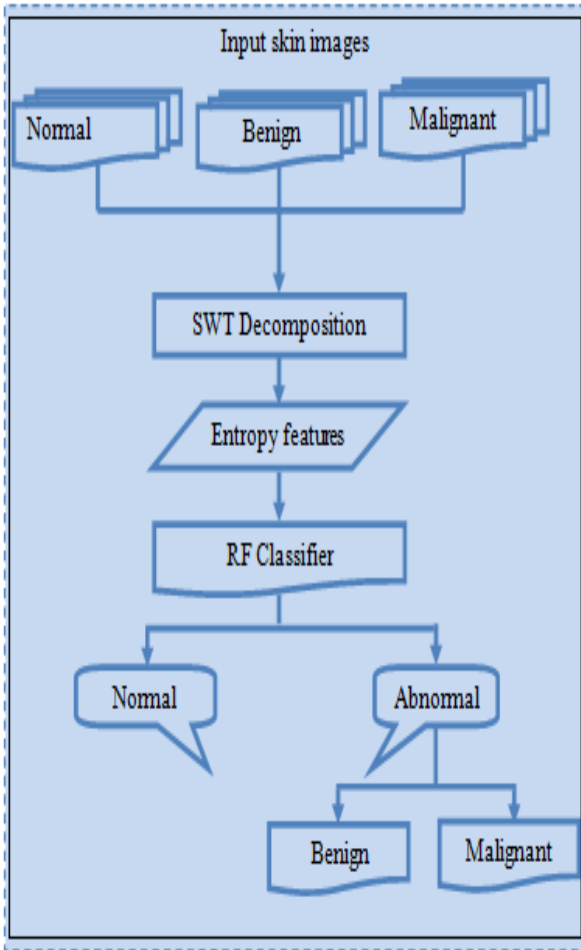 Input skin images
Normal
Benign
Malignant
SWT Decomposition
Entropy features
RF Classifier
Normal
Abnormal
Benign
Malignant